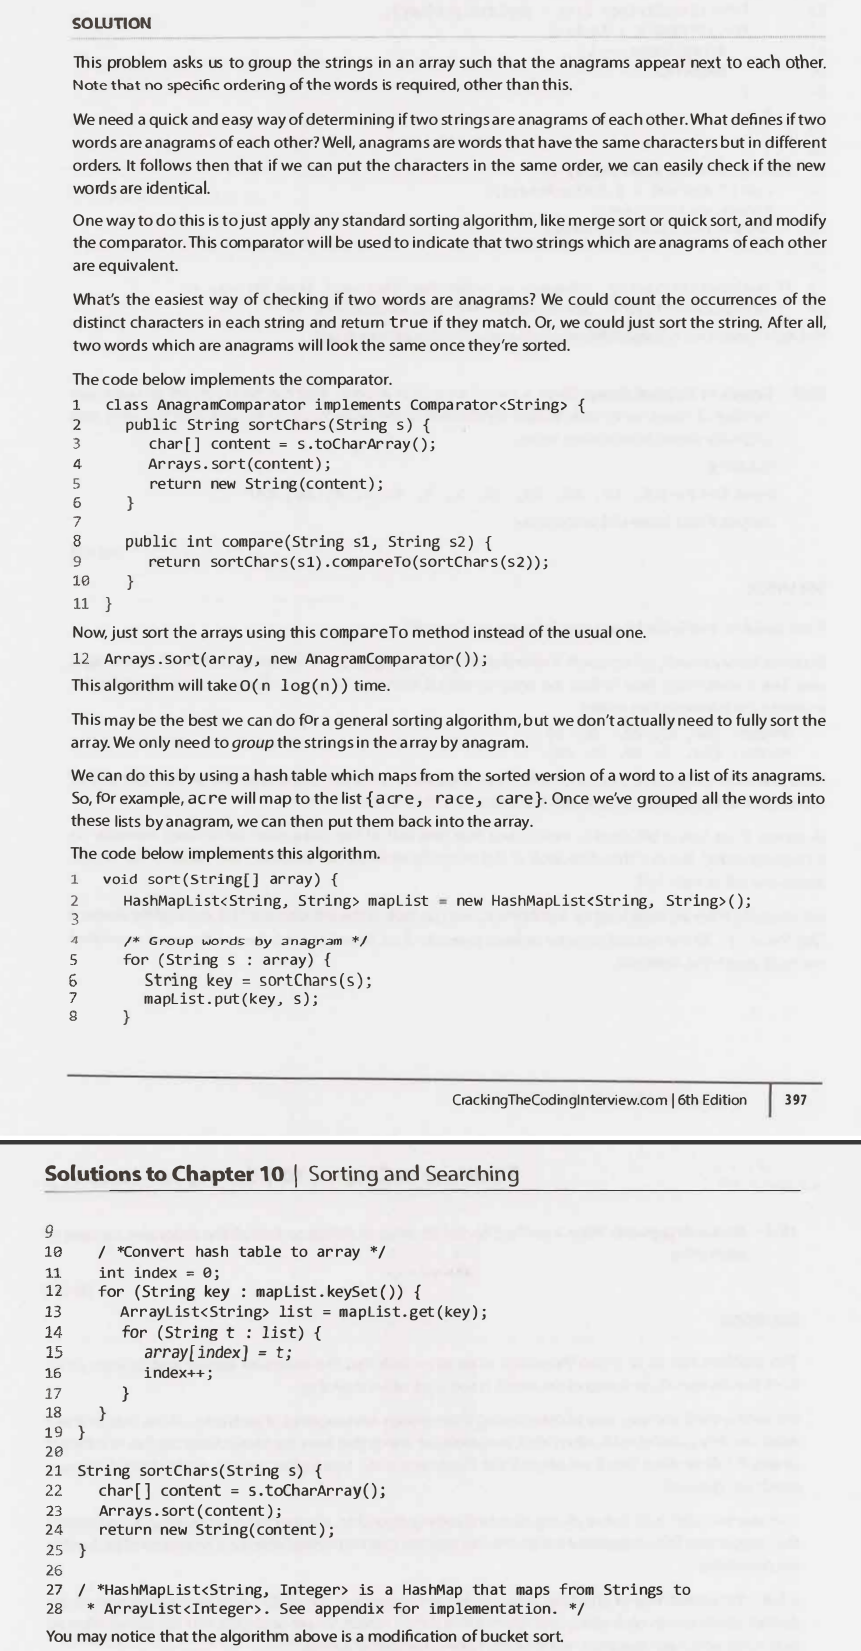 SOLUTION
This problem asks us to group the strings in an array such that the anagrams appear next to each other.
Note that no specific ordering of the words is required, other than this.
We need a quick and easy way of determining if two strings are anagrams of each other. What defines if two
words are anagrams of each other? Well, anagrams are words that have the same characters but in different
orders. It follows then that if we can put the characters in the same order, we can easily check if the new
words are identical.
One way to do this is to just apply any standard sorting algorithm, like merge sort or quick sort, and modify
the comparator. This comparator will be used to indicate that two strings which are anagrams of each other
are equivalent.
What's the easiest way of checking if two words are anagrams? We could count the occurrences of the
distinct characters in each string and return true if they match. Or, we could just sort the string. After all,
two words which are anagrams will look the same once they're sorted.
The code below implements the comparator.
1 class AnagramComparator implements Comparator<String> {
2 public String sortChars(String s) {
3 char[] content = s.toCharArray();
4 Arrays.sort(content);
5 return new String(content);
6 }
7
8 public int compare(String s1, String s2) {
9 return sortChars(s1).compareTo(sortChars(s2));
10 }
11 }
Now, just sort the arrays using this compareTo method instead of the usual one.
12 Arrays.sort(array, new AnagramComparator());
This algorithm will take O(n log(n)) time.
This may be the best we can do for a general sorting algorithm, but we don't actually need to fully sort the
array. We only need to group the strings in the array by anagram.
We can do this by using a hash table which maps from the sorted version of a word to a list of its anagrams.
So, for example, acre will map to the list {acre, race, care}. Once we've grouped all the words into
these lists by anagram, we can then put them back into the array.
The code below implements this algorithm.
1 void sort(String[] array) {
2 HashMapList<String, String> mapList = new HashMapList<String, String>();
3
4 /* Group words by anagram */
5 for (String s : array) {
6 String key = sortChars(s);
7 mapList.put(key, s);
8 }
CrackingTheCodingInterview.com | 6th Edition 397
Solutions to Chapter 10 | Sorting and Searching
9
10 / *Convert hash table to array */
11 int index = 0;
12 for (String key : mapList.keySet()) {
13 ArrayList<String> list = mapList.get(key);
14 for (String t : list) {
15 array[index] = t;
16 index++;
17 }
18 }
19 }
20
21 String sortChars(String s) {
22 char[] content = s.toCharArray();
23 Arrays.sort(content);
24 return new String(content);
25 }
26
27 / *HashMapList<String, Integer> is a HashMap that maps from Strings to
28 * ArrayList<Integer>. See appendix for implementation. */
You may notice that the algorithm above is a modification of bucket sort.